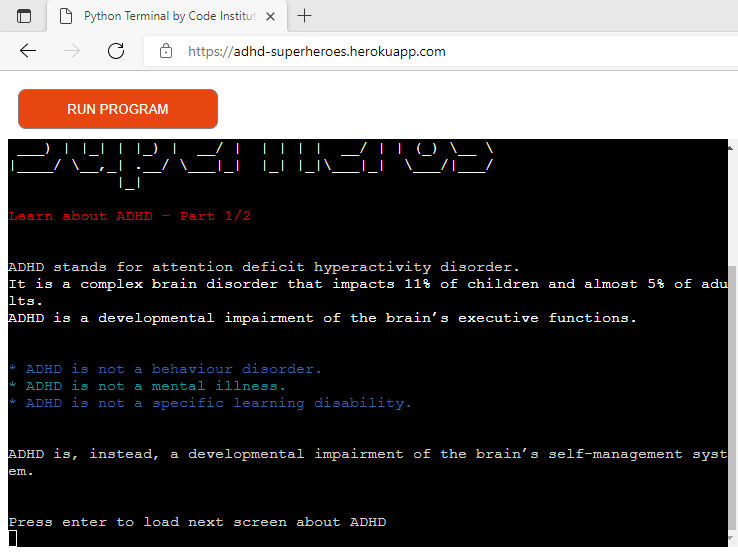 Python Terminal by Code Institut
https://adhd-superheroes.herokuapp.com
RUN PROGRAM
Learn about ADHD - Part 1/2
ADHD stands for attention deficit hyperactivity disorder.
It is a complex brain disorder that impacts 11% of children and almost 5% of adu
lts.
ADHD is a developmental impairment of the brain’s executive functions.
* ADHD is not a behaviour disorder.
* ADHD is not a mental illness.
* ADHD is not a specific learning disability.
ADHD is, instead, a developmental impairment of the brain’s self-management syst
em.
Press enter to load next screen about ADHD